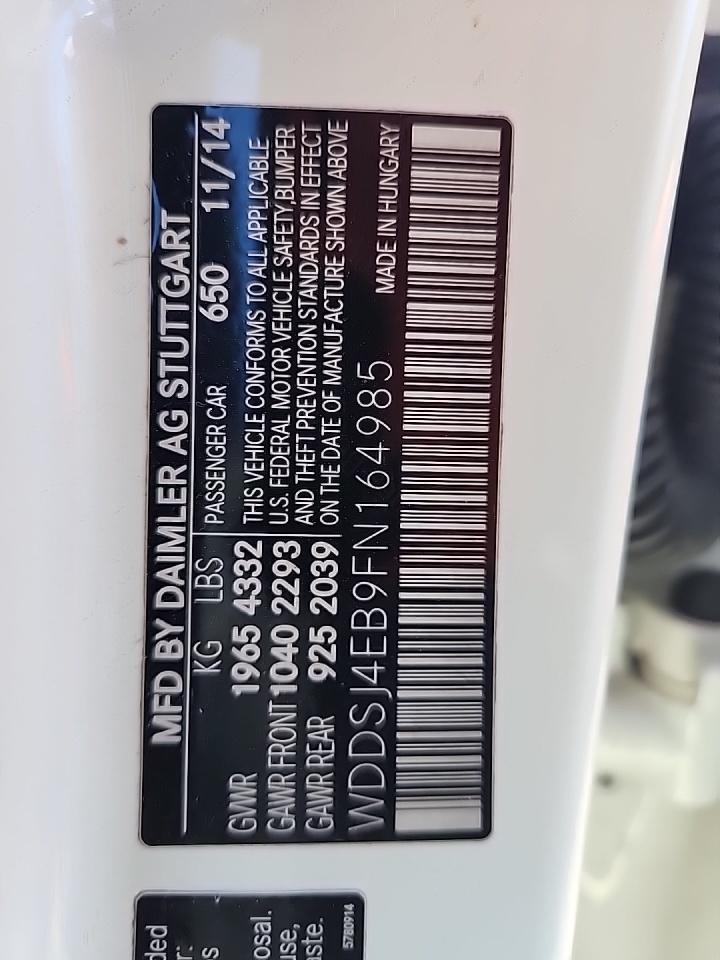 MFD BY DAIMLER AG STUTTGART
KG LBS PASSENGER CAR 650 11/14
GVWR 1965 4332 THIS VEHICLE CONFORMS TO ALL APPLICABLE
GAWR FRONT 1040 2293 U.S. FEDERAL MOTOR VEHICLE SAFETY, BUMPER
GAWR REAR 925 2039 AND THEFT PREVENTION STANDARDS IN EFFECT
ON THE DATE OF MANUFACTURE SHOWN ABOVE
WDDSJ4EB9FN164985 MADE IN HUNGARY
ded
r:
s
osal.
use,
aste.
5780914